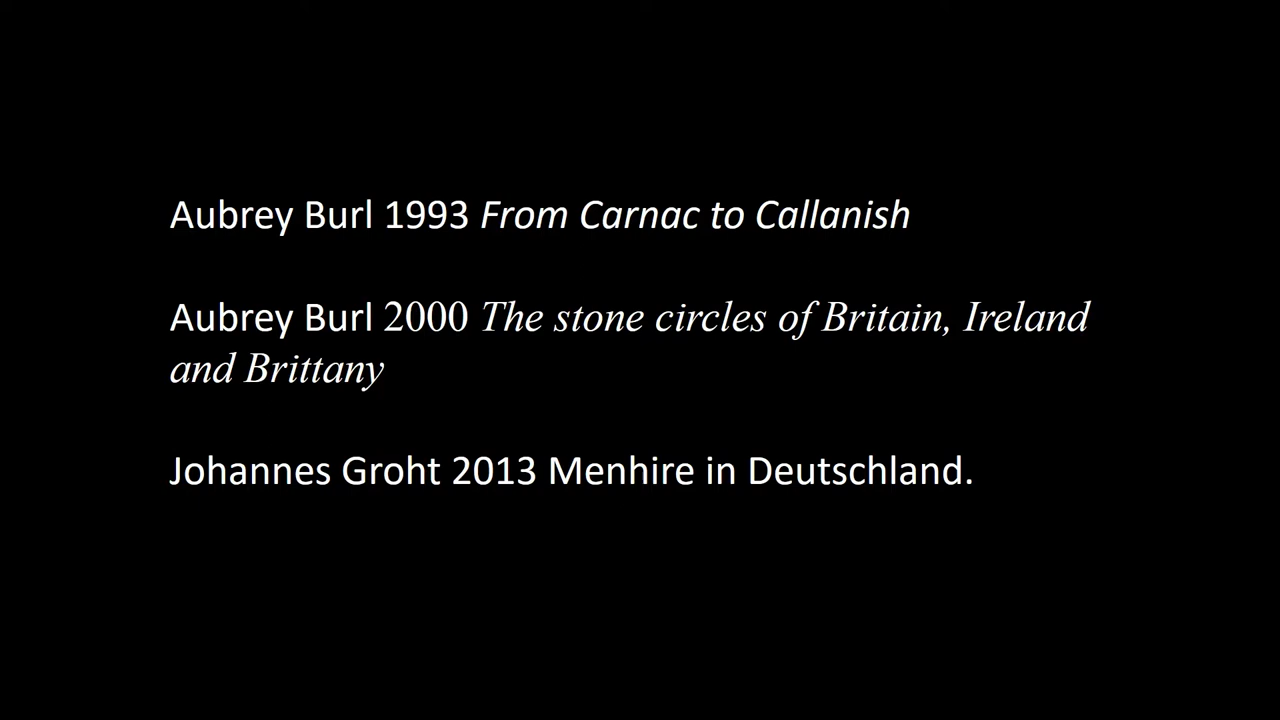 Aubrey Burl 1993 From Carnac to Callanish
Aubrey Burl 2000 The stone circles of Britain, Ireland
and Brittany
Johannes Groht 2013 Menhire in Deutschland.